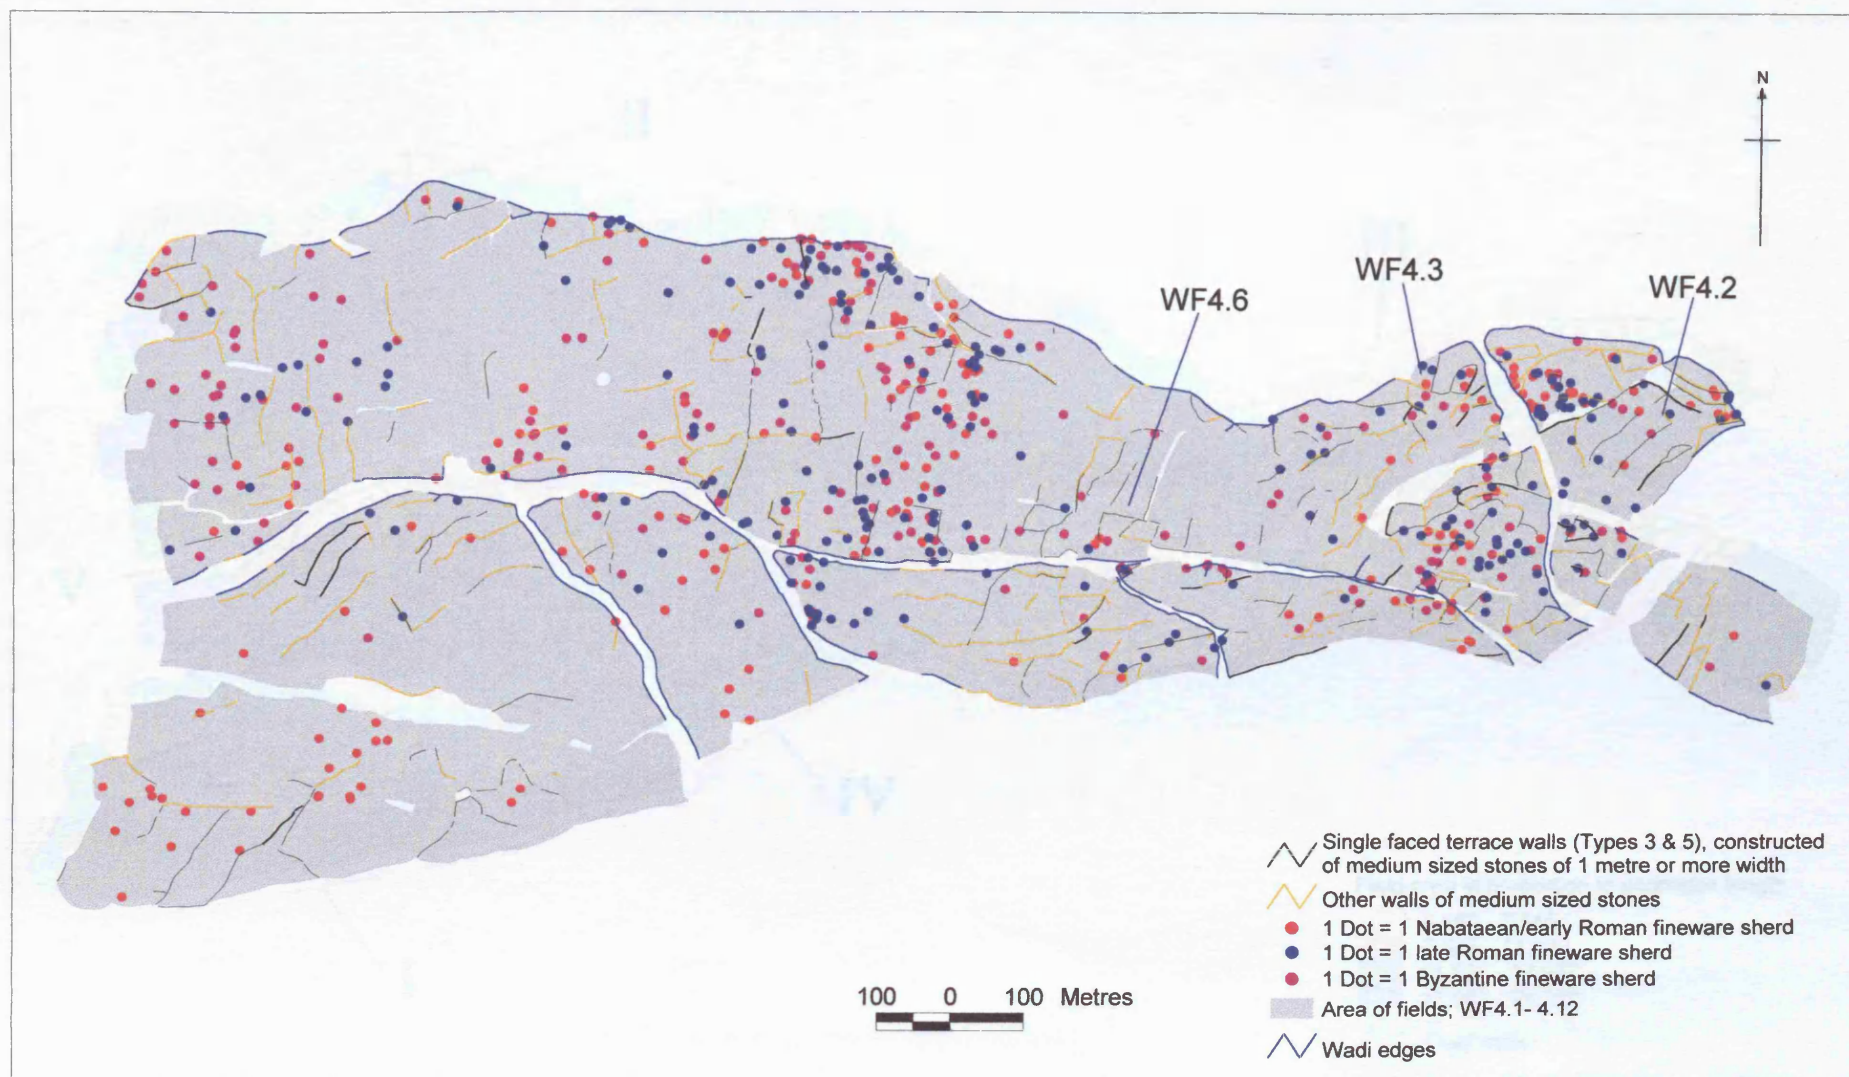 N
WF4.3
WF4.2
WF4.6
Single faced terrace walls (Types 3 & 5), constructed
of medium sized stones of 1 metre or more width
Other walls of medium sized stones
1 Dot = 1 Nabataean/early Roman fineware sherd
1 Dot = 1 late Roman fineware sherd
1 Dot = 1 Byzantine fineware sherd
100 0 100 Metres
Area of fields; WF4.1- 4.12
Wadi edges